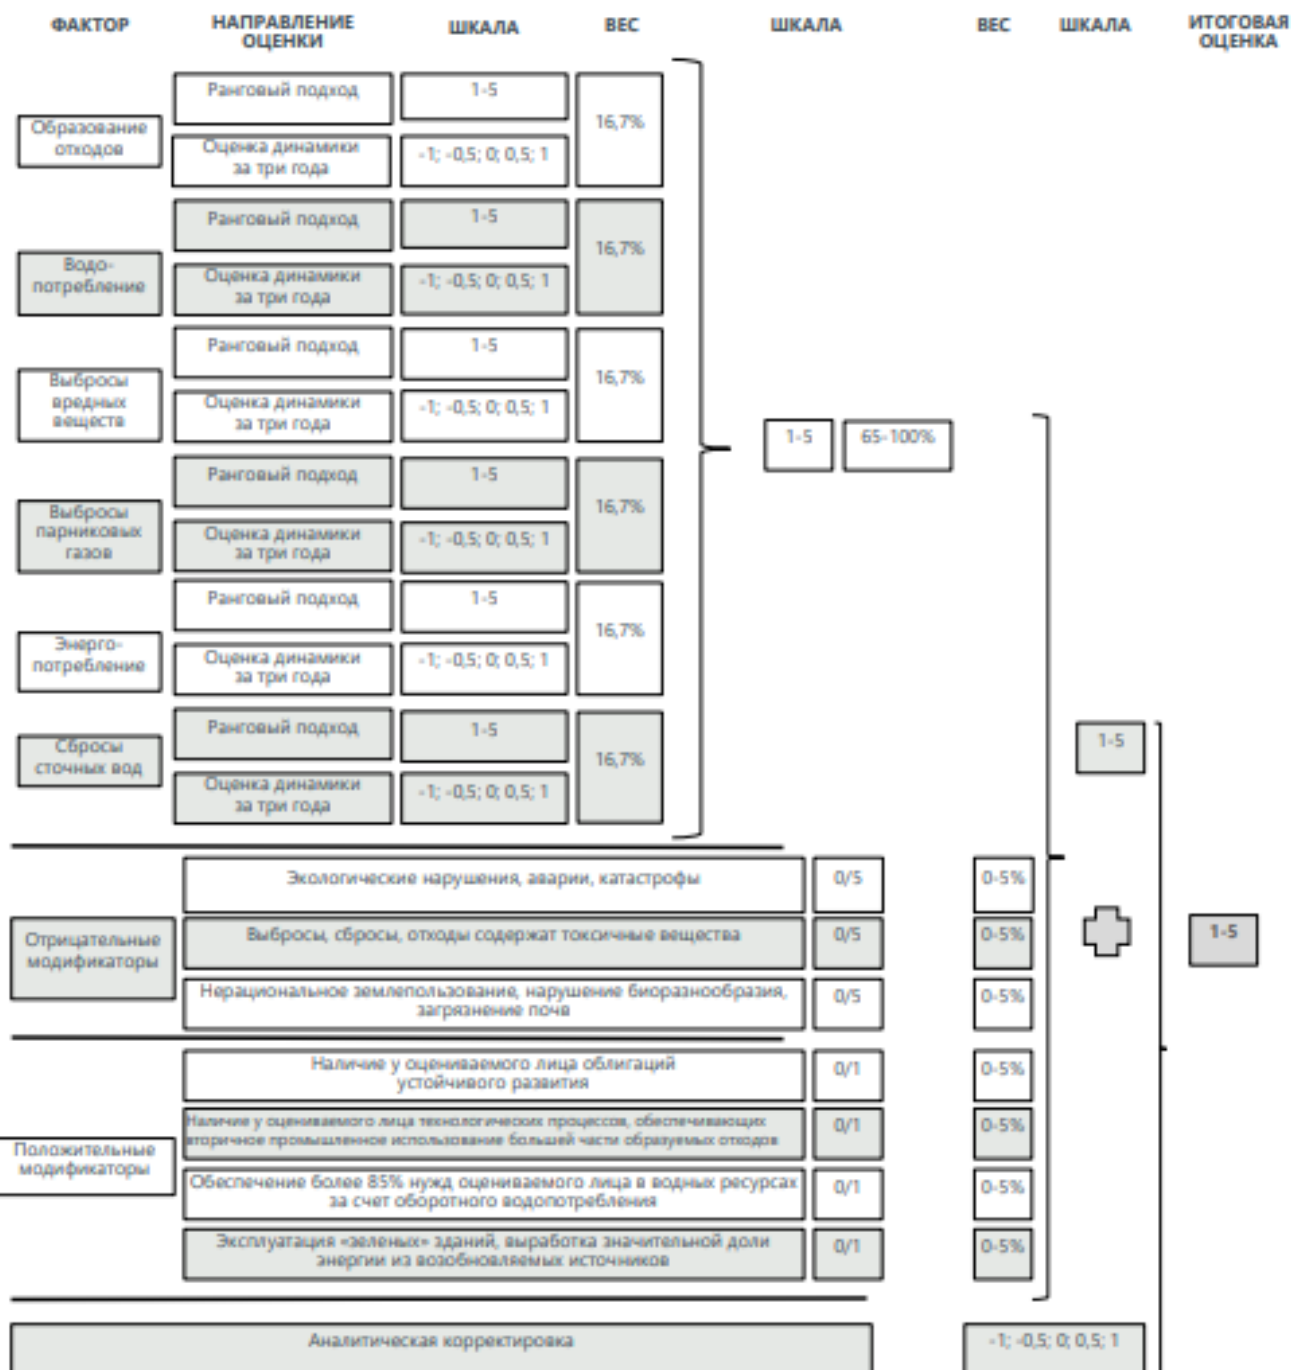 ФАКТОР
НАПРАВЛЕНИЕ
ОЦЕНКИ
ШКАЛА
ВЕС
ШКАЛА
ВЕС
ШКАЛА
ИТОГОВАЯ
ОЦЕНКА
Образование
отходов
Ранговый подход
1-5
16,7%
Оценка динамики
за три года
-1; -0,5; 0; 0,5; 1
Водо-
потребление
Ранговый подход
1-5
16,7%
Оценка динамики
за три года
-1; -0,5; 0; 0,5; 1
Выбросы
вредных
веществ
Ранговый подход
1-5
16,7%
Оценка динамики
за три года
-1; -0,5; 0; 0,5; 1
1-5
65-100%
Выбросы
парниковых
газов
Ранговый подход
1-5
16,7%
Оценка динамики
за три года
-1; -0,5; 0; 0,5; 1
Энерго-
потребление
Ранговый подход
1-5
16,7%
Оценка динамики
за три года
-1; -0,5; 0; 0,5; 1
Сбросы
сточных вод
Ранговый подход
1-5
16,7%
Оценка динамики
за три года
-1; -0,5; 0; 0,5; 1
1-5
Отрицательные
модификаторы
Экологические нарушения, аварии, катастрофы
0/5
0-5%
Выбросы, сбросы, отходы содержат токсичные вещества
0/5
0-5%
Нерациональное землепользование, нарушение биоразнообразия,
загрязнение почв
0/5
0-5%
1-5
Положительные
модификаторы
Наличие у оцениваемого лица облигаций
устойчивого развития
0/1
0-5%
Наличие у оцениваемого лица технологических процессов, обеспечивающих
вторичное промышленное использование большей части образуемых отходов
0/1
0-5%
Обеспечение более 85% нужд оцениваемого лица в водных ресурсах
за счет оборотного водопотребления
0/1
0-5%
Эксплуатация «зеленых» зданий, выработка значительной доли
энергии из возобновляемых источников
0/1
0-5%
Аналитическая корректировка
-1; -0,5; 0; 0,5; 1